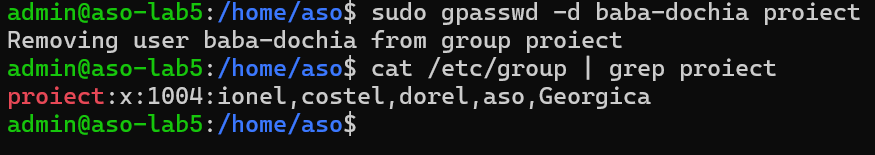 admin@aso-lab5:/home/aso$ sudo gpasswd -d baba-dochia proiect
Removing user baba-dochia from group proiect
admin@aso-lab5:/home/aso$ cat /etc/group | grep proiect
proiect:x:1004:ionel,costel,dorel,aso,Georgica
admin@aso-lab5:/home/aso$